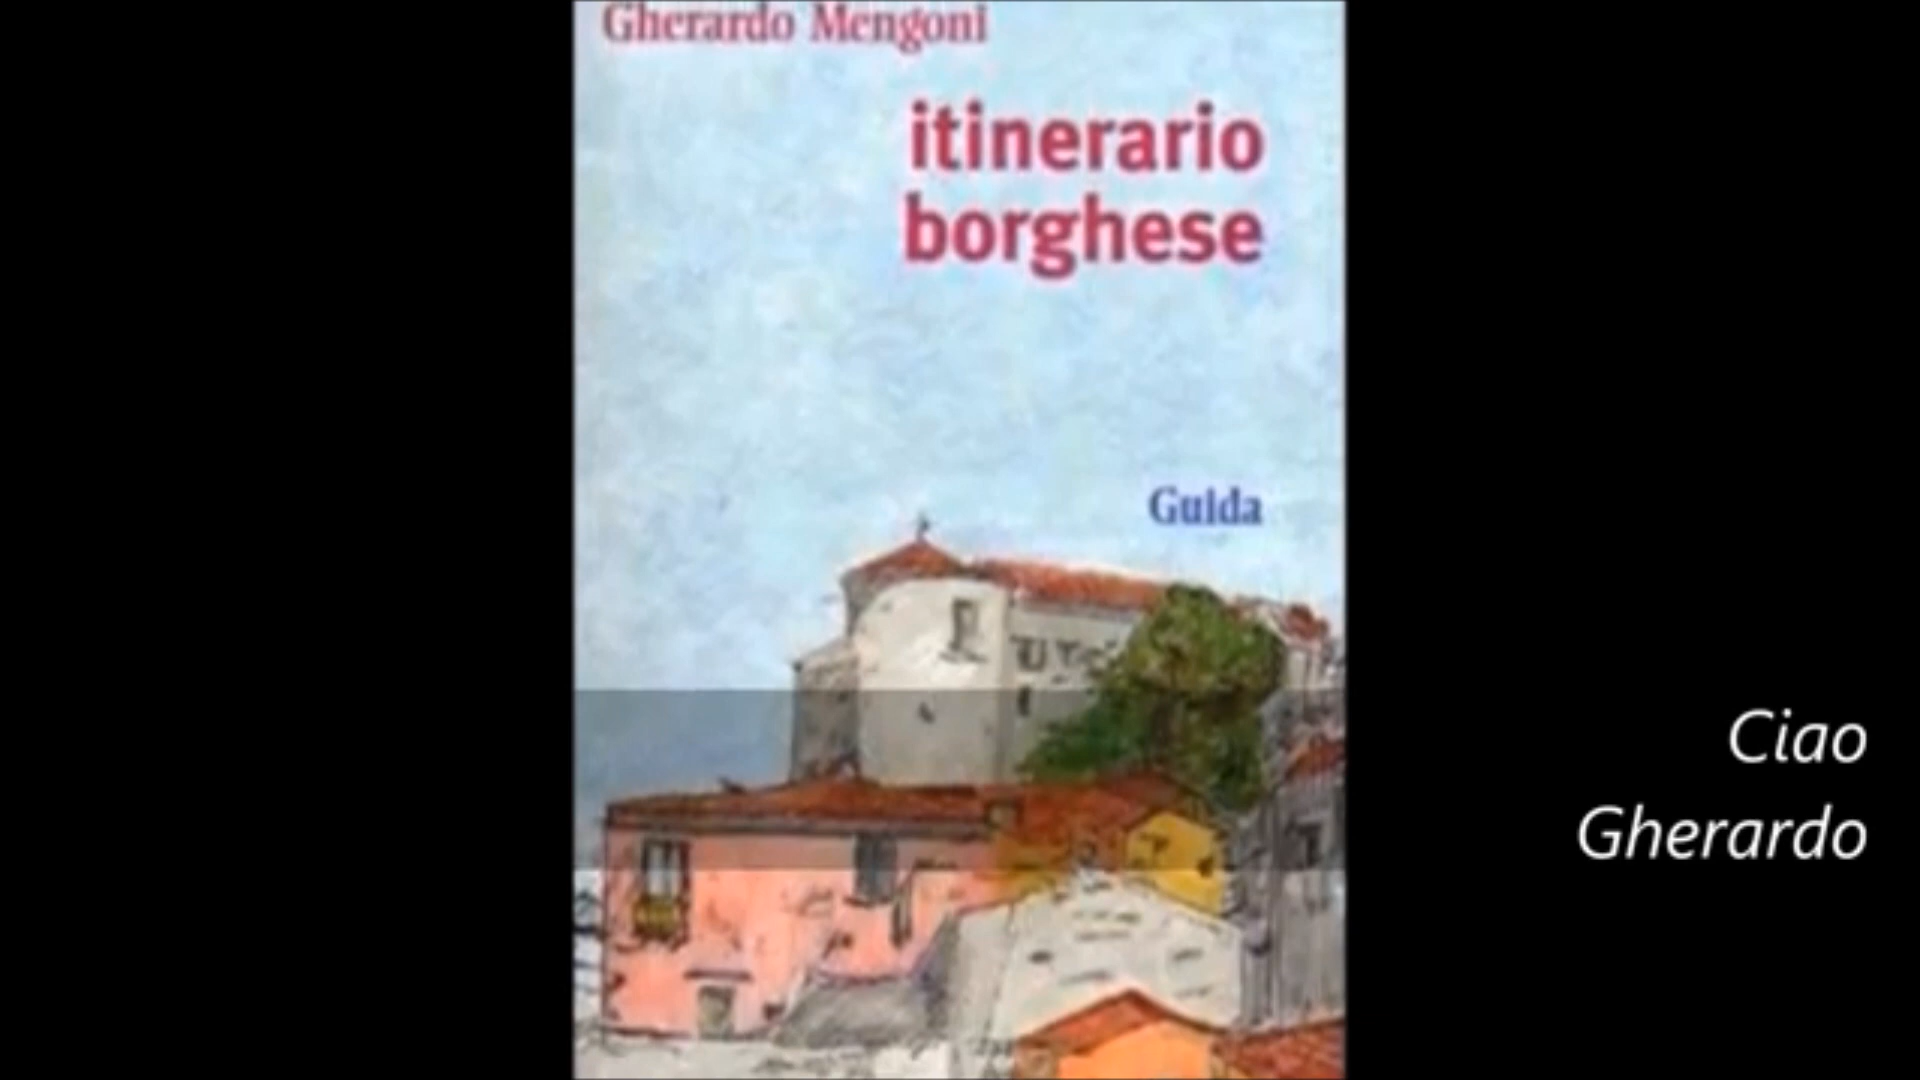 Gherardo Mengoni
itinerario
borghese
Guida
Ciao
Gherardo